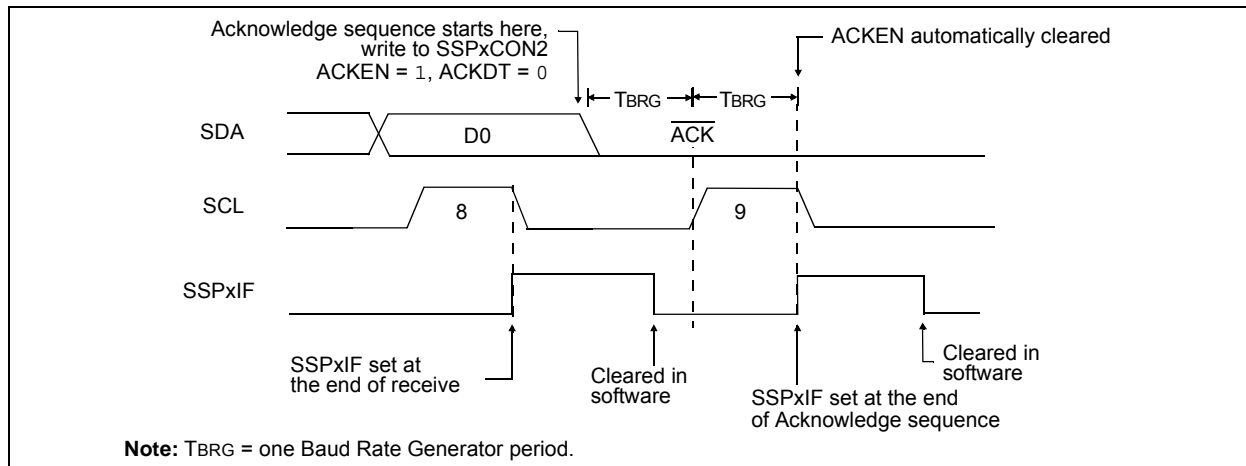 Acknowledge sequence starts here,
write to SSPxCON2
ACKEN = 1, ACKDT = 0
ACKEN automatically cleared
TBRG
TBRG
SDA
D0
ACK
SCL
8
9
SSPxIF
SSPxIF set at
the end of receive
Cleared in
software
SSPxIF set at the end
of Acknowledge sequence
Cleared in
software
Note: TBRG = one Baud Rate Generator period.